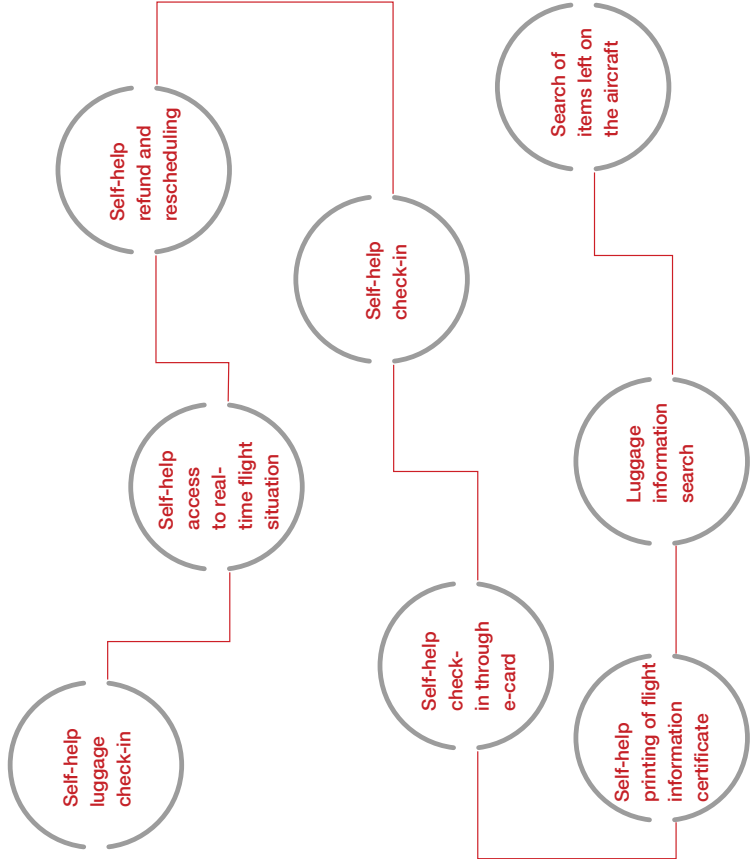 Self-help
luggage
check-in
Self-help
access
to real-
time flight
situation
Self-help
refund and
rescheduling
Self-help
check-in
Self-help
check-
in through
e-card
Self-help
printing of flight
information
certificate
Luggage
information
search
Search of
items left on
the aircraft